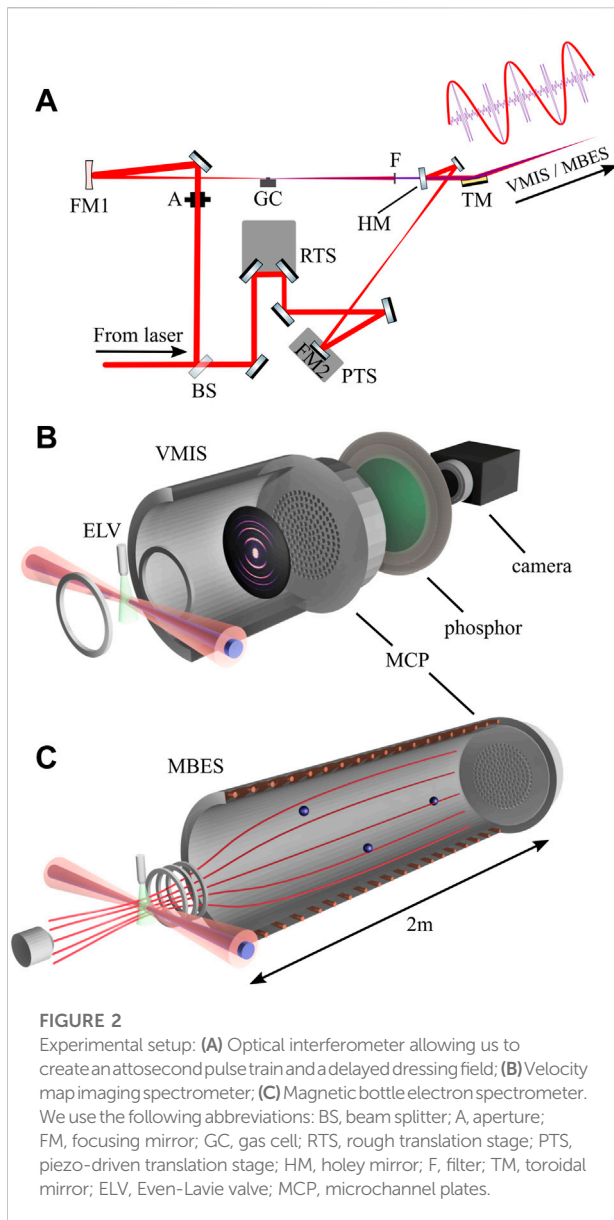 A
FM1
A
GC
F
HM
TM
VMIS / MBES
RTS
From laser
BS
FM2
PTS
B
VMIS
ELV
camera
phosphor
MCP
C
MBES
2m
FIGURE 2
Experimental setup: (A) Optical interferometer allowing us to
create an attosecond pulse train and a delayed dressing field; (B) Velocity
map imaging spectrometer; (C) Magnetic bottle electron spectrometer.
We use the following abbreviations: BS, beam splitter; A, aperture;
FM, focusing mirror; GC, gas cell; RTS, rough translation stage; PTS,
piezo-driven translation stage; HM, holey mirror; F, filter; TM, toroidal
mirror; ELV, Even-Lavie valve; MCP, microchannel plates.